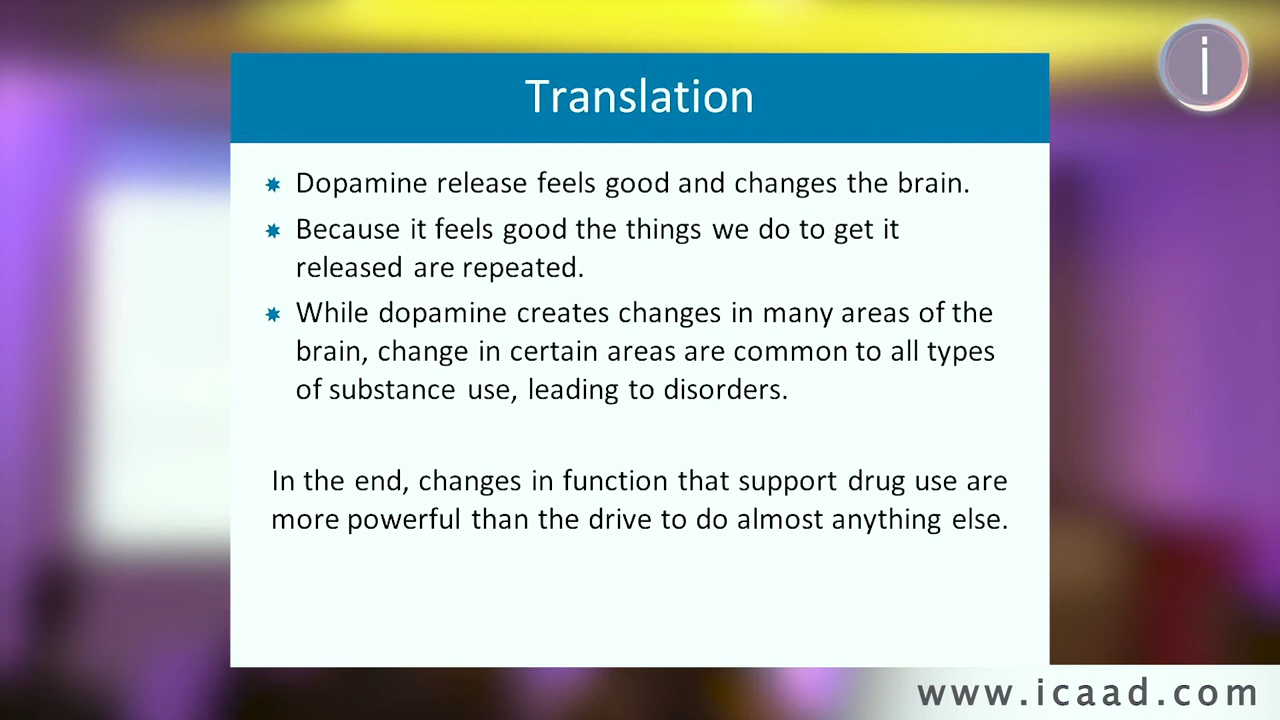 i
Translation
Dopamine release feels good and changes the brain.
Because it feels good the things we do to get it
released are repeated.
While dopamine creates changes in many areas of the
brain, change in certain areas are common to all types
of substance use, leading to disorders.
In the end, changes in function that support drug use are
more powerful than the drive to do almost anything else.
www.icaad.com